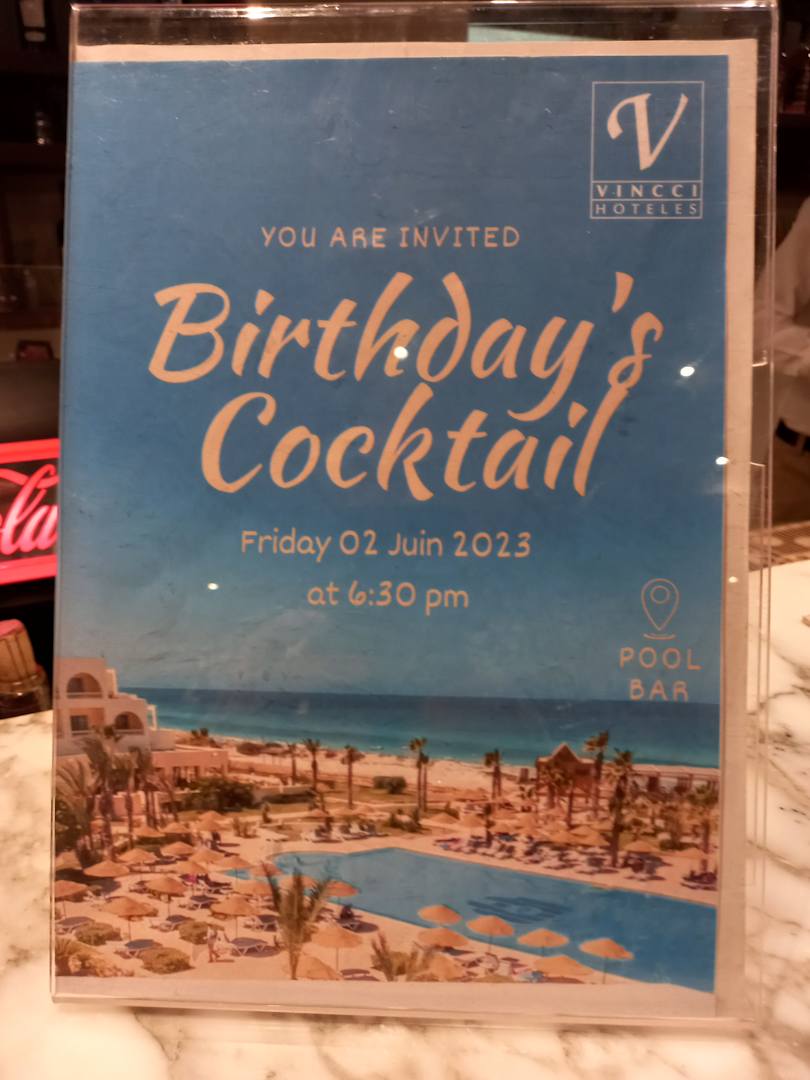 V
VINCCI
HOTELES
YOU ARE INVITED
Birthday's
Cocktail
Friday 02 Juin 2023
at 6:30 pm
POOL
BAR